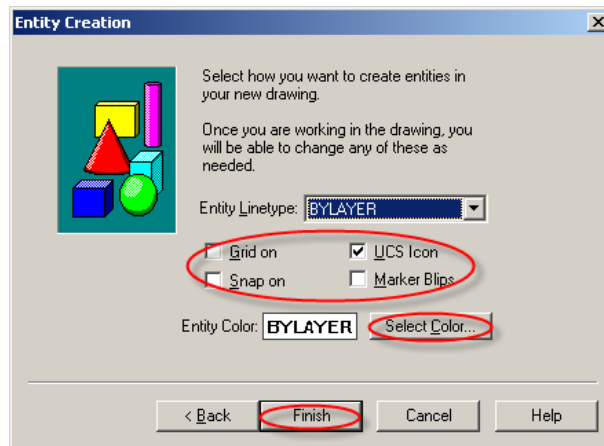 Entity Creation
Select how you want to create entities in
your new drawing.
Once you are working in the drawing, you
will be able to change any of these as
needed.
Entity Linetype: BYLAYER
Grid on UCS Icon
Snap on Marker Blips
Entity Color: BYLAYER Select Color...
< Back Finish Cancel Help